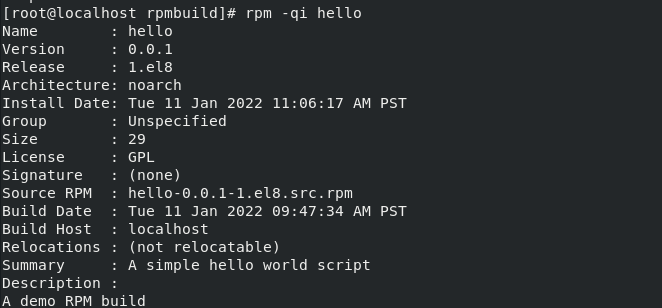 [root@localhost rpmbuild]# rpm -qi hello
Name        : hello
Version     : 0.0.1
Release     : 1.el8
Architecture: noarch
Install Date: Tue 11 Jan 2022 11:06:17 AM PST
Group       : Unspecified
Size        : 29
License     : GPL
Signature   : (none)
Source RPM  : hello-0.0.1-1.el8.src.rpm
Build Date  : Tue 11 Jan 2022 09:47:34 AM PST
Build Host  : localhost
Relocations : (not relocatable)
Summary     : A simple hello world script
Description :
A demo RPM build